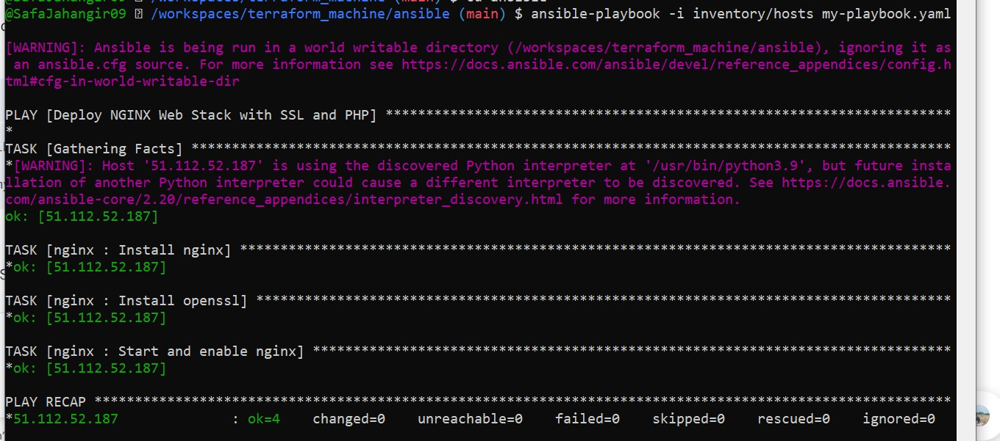 @SafaJahangir09 /workspaces/terraform_machine/ansible (main) $ ansible-playbook -i inventory/hosts my-playbook.yaml
[WARNING]: Ansible is being run in a world writable directory (/workspaces/terraform_machine/ansible), ignoring it as
an ansible.cfg source. For more information see https://docs.ansible.com/ansible/devel/reference_appendices/config.h
tml#cfg-in-world-writable-dir
PLAY [Deploy NGINX Web Stack with SSL and PHP] **********************************************************************
*
TASK [Gathering Facts] **********************************************************************************************
*[WARNING]: Host '51.112.52.187' is using the discovered Python interpreter at '/usr/bin/python3.9', but future insta
llation of another Python interpreter could cause a different interpreter to be discovered. See https://docs.ansible.
com/ansible-core/2.20/reference_appendices/interpreter_discovery.html for more information.
ok: [51.112.52.187]
TASK [nginx : Install nginx] ****************************************************************************************
*ok: [51.112.52.187]
TASK [nginx : Install openssl] **************************************************************************************
*ok: [51.112.52.187]
TASK [nginx : Start and enable nginx] *******************************************************************************
*ok: [51.112.52.187]
PLAY RECAP **********************************************************************************************************
*51.112.52.187 : ok=4 changed=0 unreachable=0 failed=0 skipped=0 rescued=0 ignored=0